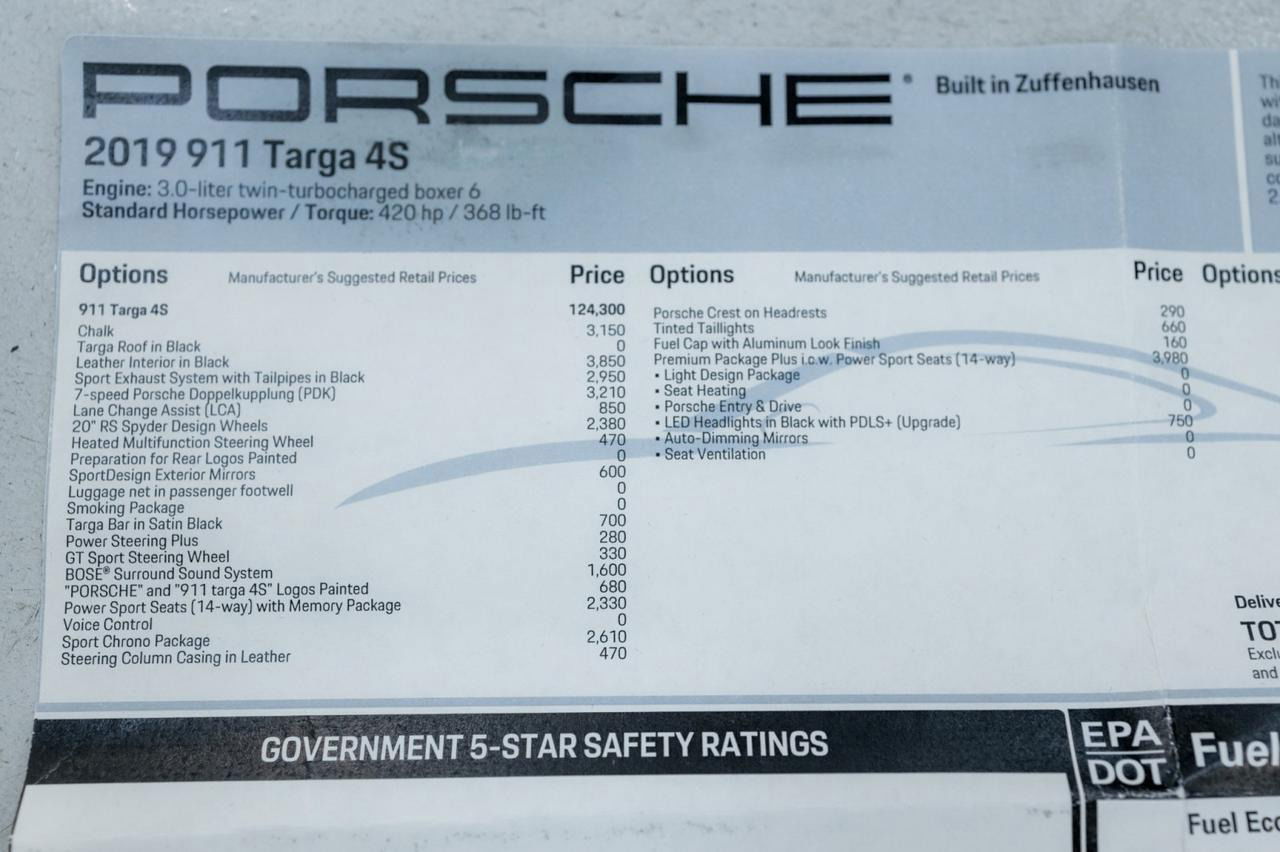 PORSCHE® Built in Zuffenhausen
2019 911 Targa 4S
Engine: 3.0-liter twin-turbocharged boxer 6
Standard Horsepower / Torque: 420 hp / 368 lb-ft
Options Manufacturer's Suggested Retail Prices Price
911 Targa 4S 124,300
Chalk 3,150
Targa Roof in Black 0
Leather Interior in Black 3,850
Sport Exhaust System with Tailpipes in Black 2,950
7-speed Porsche Doppelkupplung (PDK) 3,210
Lane Change Assist (LCA) 850
20" RS Spyder Design Wheels 2,380
Heated Multifunction Steering Wheel 470
Preparation for Rear Logos Painted 0
SportDesign Exterior Mirrors 600
Luggage net in passenger footwell 0
Smoking Package 0
Targa Bar in Satin Black 700
Power Steering Plus 280
GT Sport Steering Wheel 330
BOSE® Surround Sound System 1,600
"PORSCHE" and "911 targa 4S" Logos Painted 680
Power Sport Seats (14-way) with Memory Package 2,330
Voice Control 0
Sport Chrono Package 2,610
Steering Column Casing in Leather 470
Options Manufacturer's Suggested Retail Prices Price
Porsche Crest on Headrests 290
Tinted Taillights 660
Fuel Cap with Aluminum Look Finish 160
Premium Package Plus i.c.w. Power Sport Seats (14-way) 3,980
▪ Light Design Package 0
▪ Seat Heating 0
▪ Porsche Entry & Drive 0
▪ LED Headlights in Black with PDLS+ (Upgrade) 750
▪ Auto-Dimming Mirrors 0
▪ Seat Ventilation 0
Options
and
GOVERNMENT 5-STAR SAFETY RATINGS
EPA
DOT
Fuel
Fuel